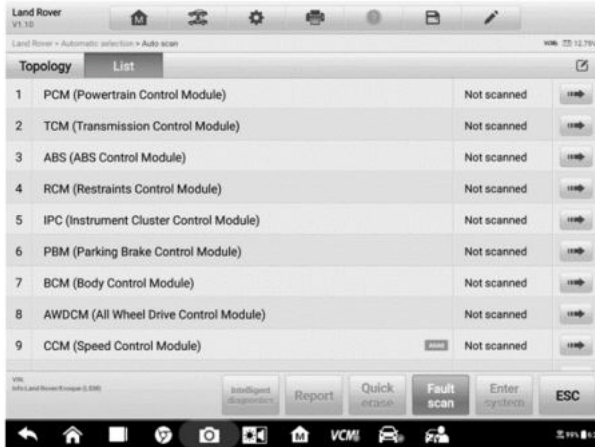 Land Rover
V1.10
Land Rover > Automatic selection > Auto scan
12.78V
Topology List
1 PCM (Powertrain Control Module) Not scanned
2 TCM (Transmission Control Module) Not scanned
3 ABS (ABS Control Module) Not scanned
4 RCM (Restraints Control Module) Not scanned
5 IPC (Instrument Cluster Control Module) Not scanned
6 PBM (Parking Brake Control Module) Not scanned
7 BCM (Body Control Module) Not scanned
8 AWDCM (All Wheel Drive Control Module) Not scanned
9 CCM (Speed Control Module) Not scanned
VIN:
Intelligent diagnostics Report Quick erase Fault scan Enter system ESC
VCMI